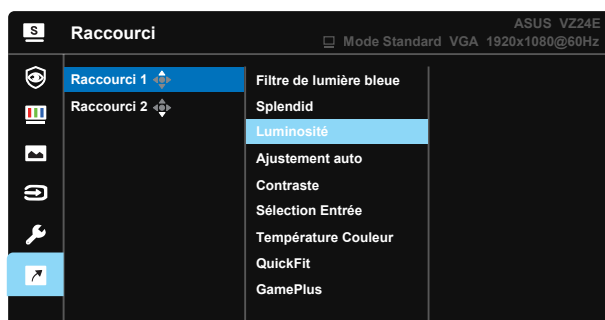 S Raccourci
ASUS VZ24E
Mode Standard VGA 1920x1080@60Hz
Raccourci 1
Raccourci 2
Filtre de lumière bleue
Splendid
Luminosité
Ajustement auto
Contraste
Sélection Entrée
Température Couleur
QuickFit
GamePlus